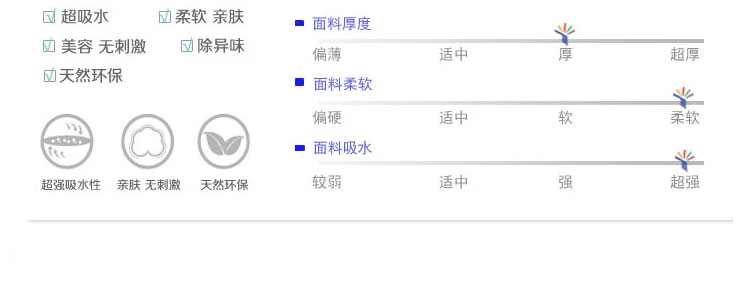 超吸水 柔软 亲肤
美容 无刺激 除异味
天然环保
超强吸水性 亲肤 无刺激 天然环保
面料厚度
偏薄 适中 厚 超厚
面料柔软
偏硬 适中 软 柔软
面料吸水
较弱 适中 强 超强